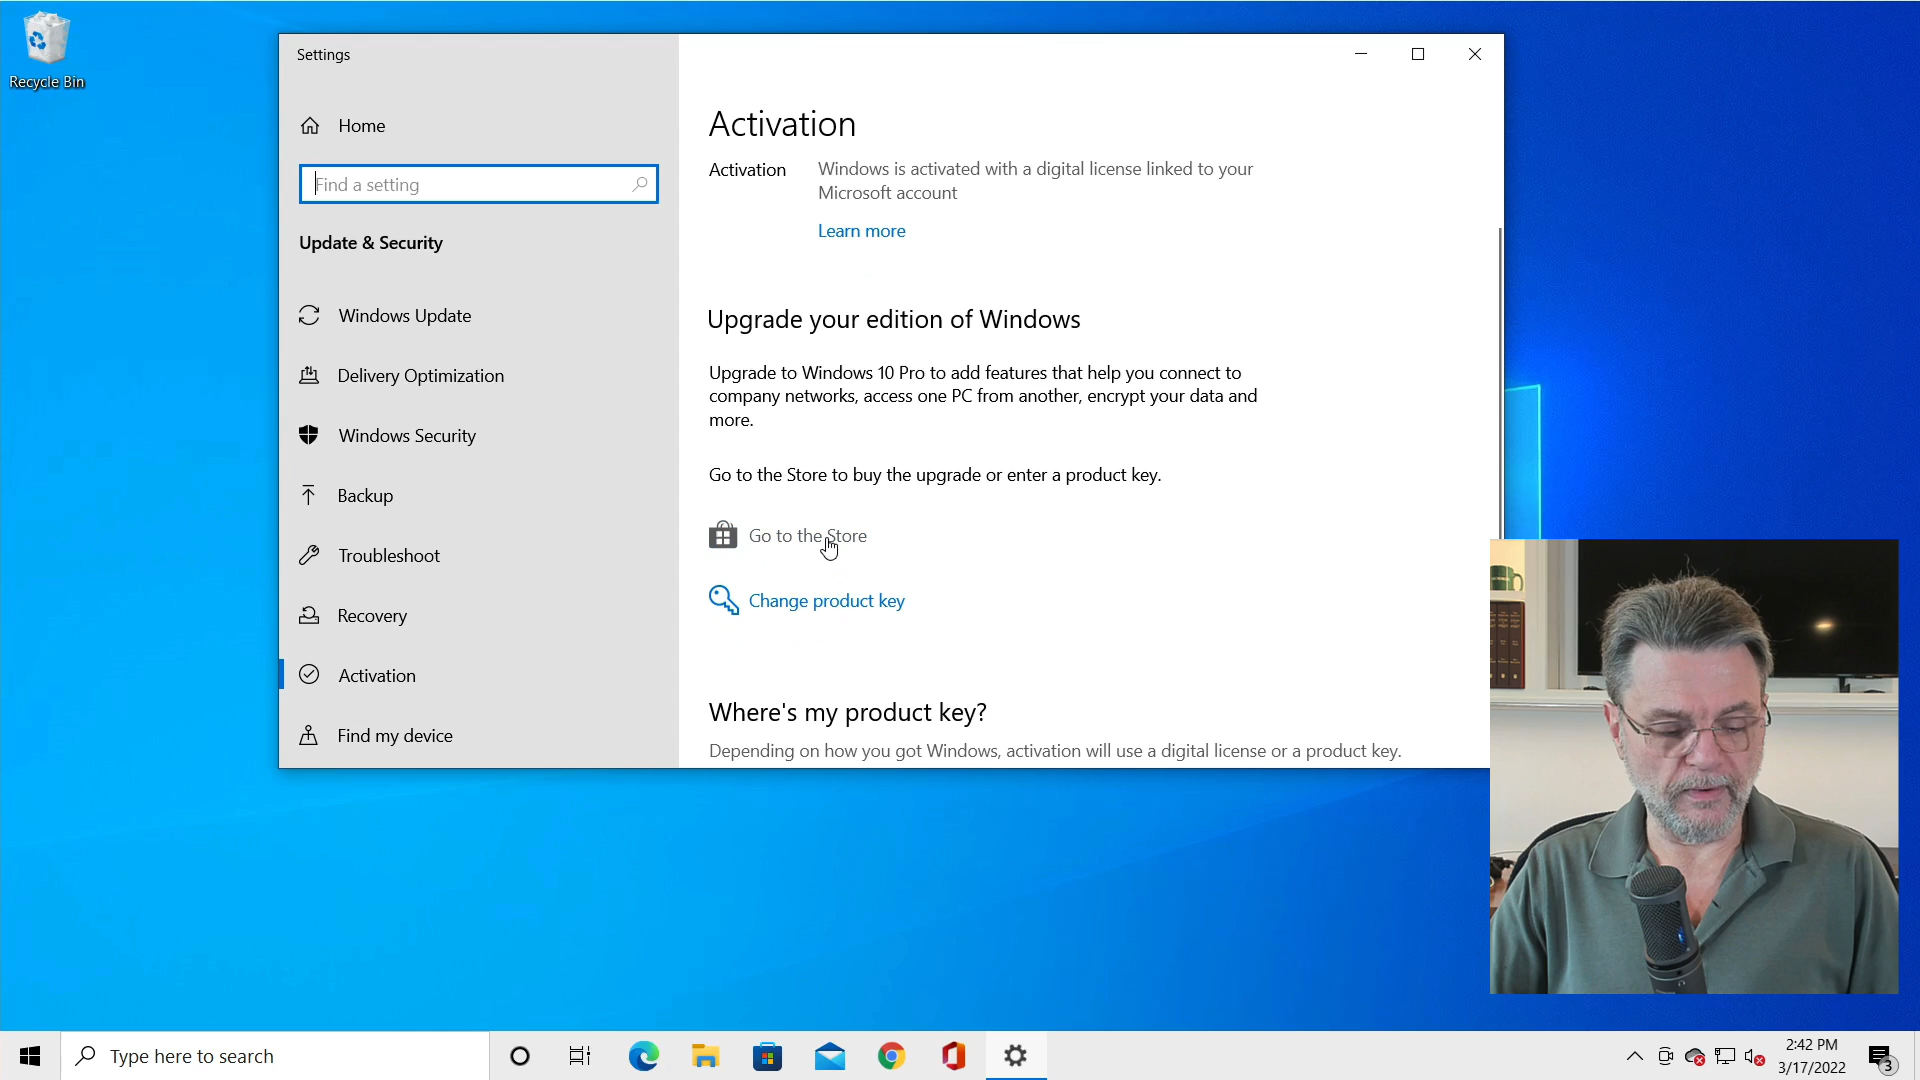 Recycle Bin
Settings
Home
Find a setting
Update & Security
Windows Update
Delivery Optimization
Windows Security
Backup
Troubleshoot
Recovery
Activation
Find my device
Activation
Activation
Windows is activated with a digital license linked to your
Microsoft account
Learn more
Upgrade your edition of Windows
Upgrade to Windows 10 Pro to add features that help you connect to
company networks, access one PC from another, encrypt your data and
more.
Go to the Store to buy the upgrade or enter a product key.
Go to the Store
Change product key
Where's my product key?
Depending on how you got Windows, activation will use a digital license or a product key.
Type here to search
2:42 PM
3/17/2022
3